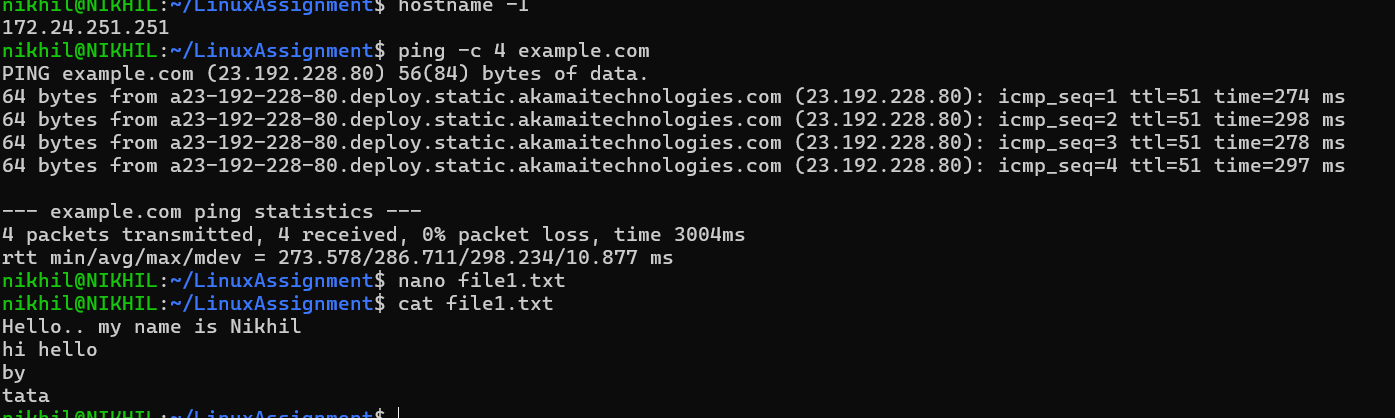 nikhil@NIKHIL:~/LinuxAssignment$ hostname -I
172.24.251.251
nikhil@NIKHIL:~/LinuxAssignment$ ping -c 4 example.com
PING example.com (23.192.228.80) 56(84) bytes of data.
64 bytes from a23-192-228-80.deploy.static.akamaitechnologies.com (23.192.228.80): icmp_seq=1 ttl=51 time=274 ms
64 bytes from a23-192-228-80.deploy.static.akamaitechnologies.com (23.192.228.80): icmp_seq=2 ttl=51 time=298 ms
64 bytes from a23-192-228-80.deploy.static.akamaitechnologies.com (23.192.228.80): icmp_seq=3 ttl=51 time=278 ms
64 bytes from a23-192-228-80.deploy.static.akamaitechnologies.com (23.192.228.80): icmp_seq=4 ttl=51 time=297 ms
--- example.com ping statistics ---
4 packets transmitted, 4 received, 0% packet loss, time 3004ms
rtt min/avg/max/mdev = 273.578/286.711/298.234/10.877 ms
nikhil@NIKHIL:~/LinuxAssignment$ nano file1.txt
nikhil@NIKHIL:~/LinuxAssignment$ cat file1.txt
Hello.. my name is Nikhil
hi hello
by
tata
nikhil@NIKHIL:~/LinuxAssignment$